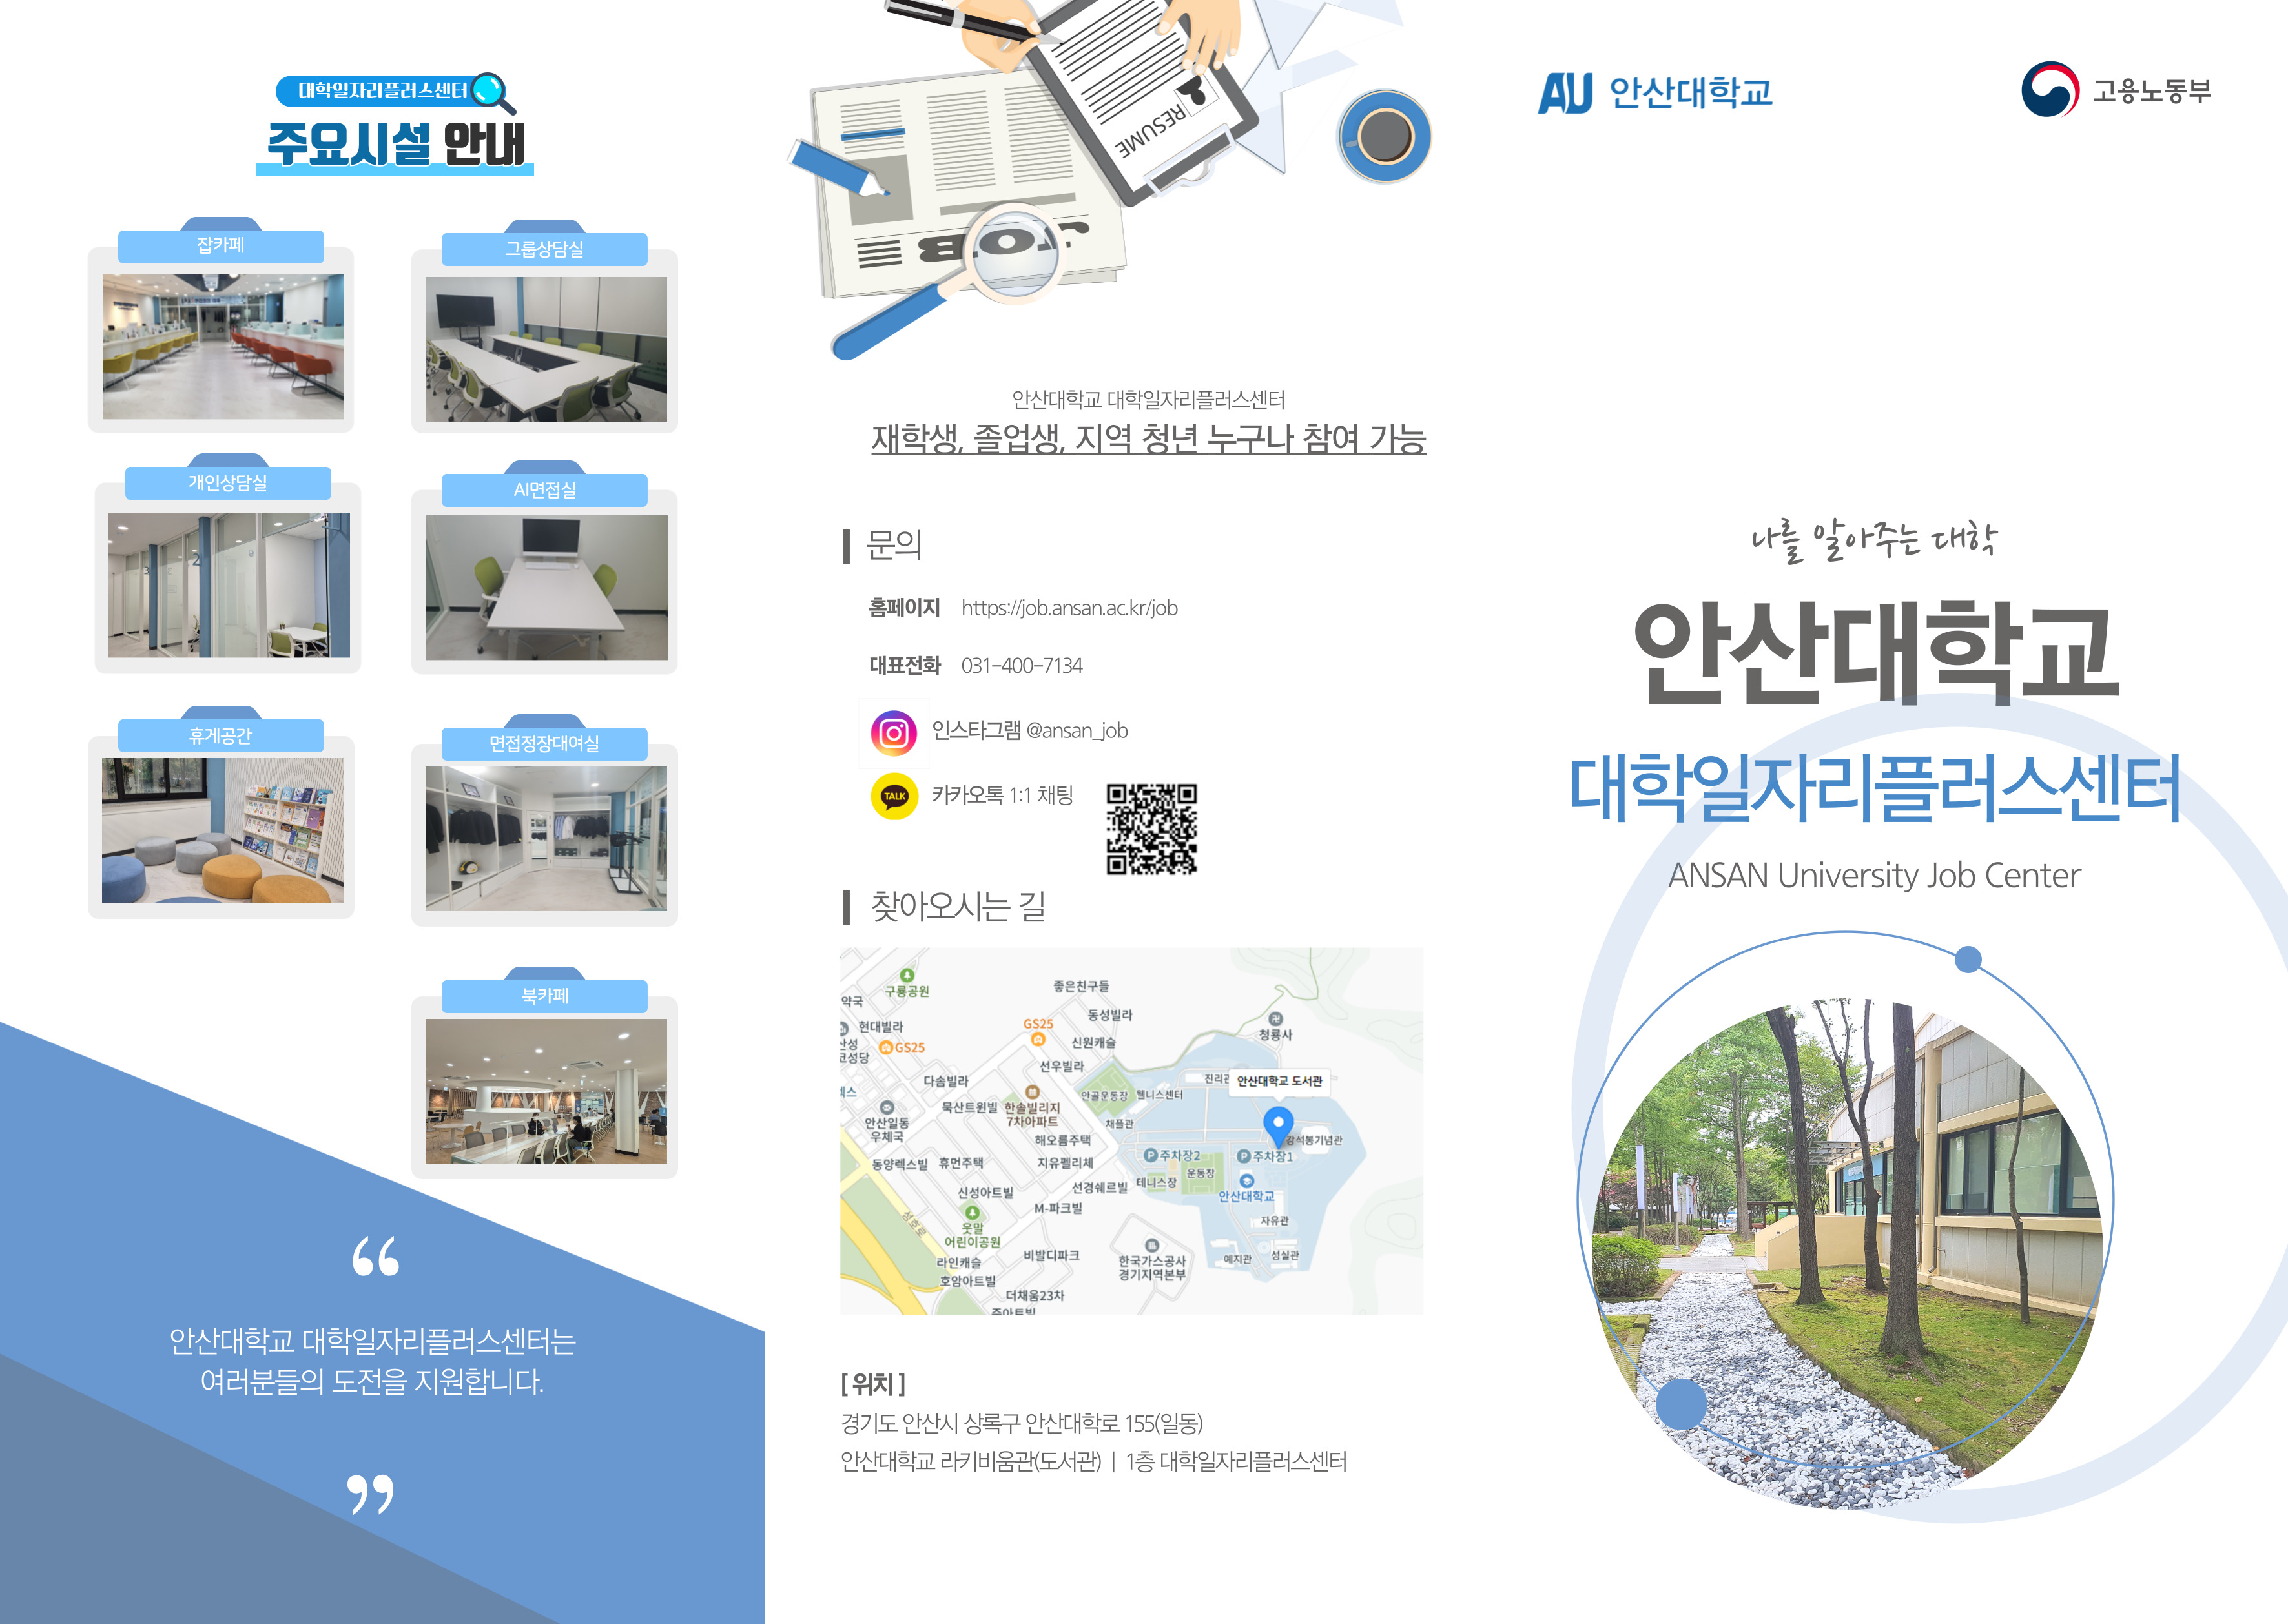 대학일자리플러스센터
주요시설 안내
잡카페
그룹상담실
개인상담실
AI면접실
휴게공간
면접정장대여실
북카페
“
안산대학교 대학일자리플러스센터는
여러분들의 도전을 지원합니다.
”
RESUME
JOB
안산대학교 대학일자리플러스센터
재학생, 졸업생, 지역 청년 누구나 참여 가능
문의
홈페이지 https://job.ansan.ac.kr/job
대표전화 031-400-7134
인스타그램 @ansan_job
TALK
카카오톡 1:1 채팅
찾아오시는 길
구룡공원
약국
현대빌라
GS25
좋은친구들
동성빌라
GS25
신원캐슬
청룡사
선우빌라
다솜빌라
안산대학교 도서관
묵산트윈빌
한솔빌리지
7차아파트
안골운동장
웰니스센터
안산일동
우체국
채플관
해오름주택
강석봉기념관
동양렉스빌
휴먼주택
지유펠리체
P주차장2
P주차장1
운동장
테니스장
신성아트빌
선경쉐르빌
안산대학교
M-파크빌
성호로
웃말
어린이공원
자유관
라인캐슬
비발디파크
한국가스공사
경기지역본부
예지관
성실관
호암아트빌
더채움23차
[ 위치 ]
경기도 안산시 상록구 안산대학로 155(일동)
안산대학교 라키비움관(도서관) | 1층 대학일자리플러스센터
AU 안산대학교
고용노동부
나를 알아주는 대학
안산대학교
대학일자리플러스센터
ANSAN University Job Center